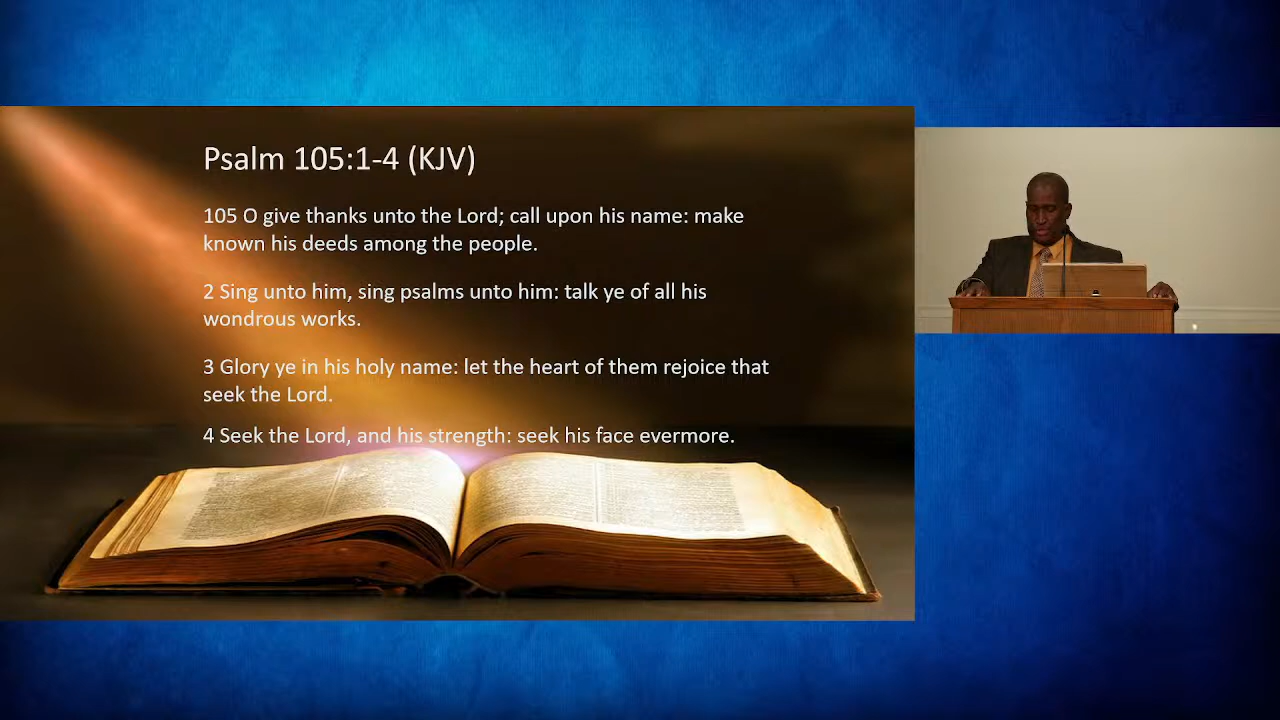 Psalm 105:1-4 (KJV)
105 O give thanks unto the Lord; call upon his name: make
known his deeds among the people.
2 Sing unto him, sing psalms unto him: talk ye of all his
wondrous works.
3 Glory ye in his holy name: let the heart of them rejoice that
seek the Lord.
4 Seek the Lord, and his strength: seek his face evermore.